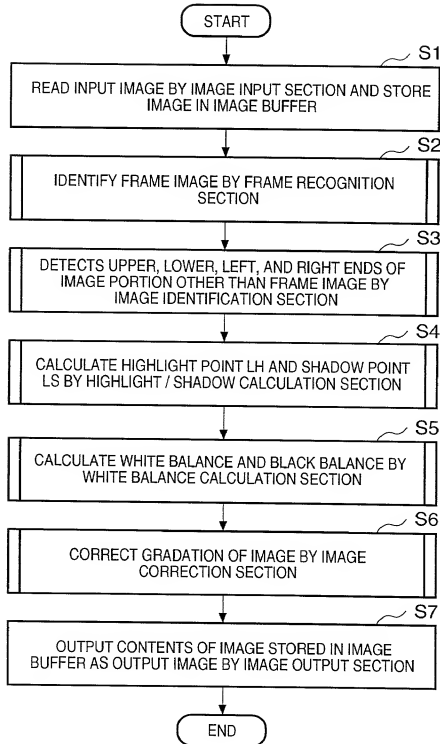 START
S1
READ INPUT IMAGE BY IMAGE INPUT SECTION AND STORE
IMAGE IN IMAGE BUFFER
S2
IDENTIFY FRAME IMAGE BY FRAME RECOGNITION
SECTION
S3
DETECTS UPPER, LOWER, LEFT, AND RIGHT ENDS OF
IMAGE PORTION OTHER THAN FRAME IMAGE BY
IMAGE IDENTIFICATION SECTION
S4
CALCULATE HIGHLIGHT POINT LH AND SHADOW POINT
LS BY HIGHLIGHT / SHADOW CALCULATION SECTION
S5
CALCULATE WHITE BALANCE AND BLACK BALANCE BY
WHITE BALANCE CALCULATION SECTION
S6
CORRECT GRADATION OF IMAGE BY IMAGE
CORRECTION SECTION
S7
OUTPUT CONTENTS OF IMAGE STORED IN IMAGE
BUFFER AS OUTPUT IMAGE BY IMAGE OUTPUT SECTION
END